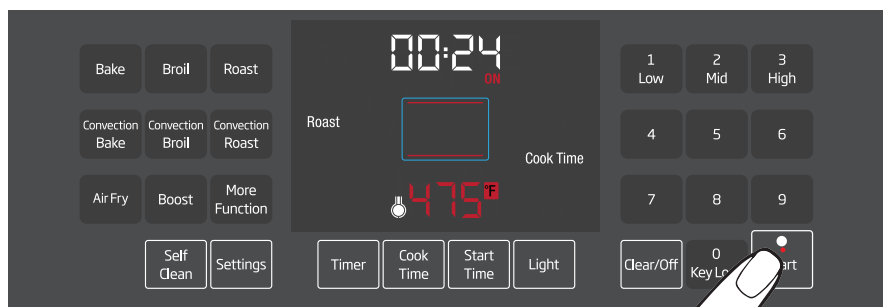 Bake
Broil
Roast
Convection
Bake
Convection
Broil
Convection
Roast
Air Fry
Boost
More
Function
Self
Clean
Settings
00:24
ON
Roast
Cook Time
475°F
Timer
Cook
Time
Start
Time
Light
1
Low
2
Mid
3
High
4
5
6
7
8
9
Clear/Off
0
Key